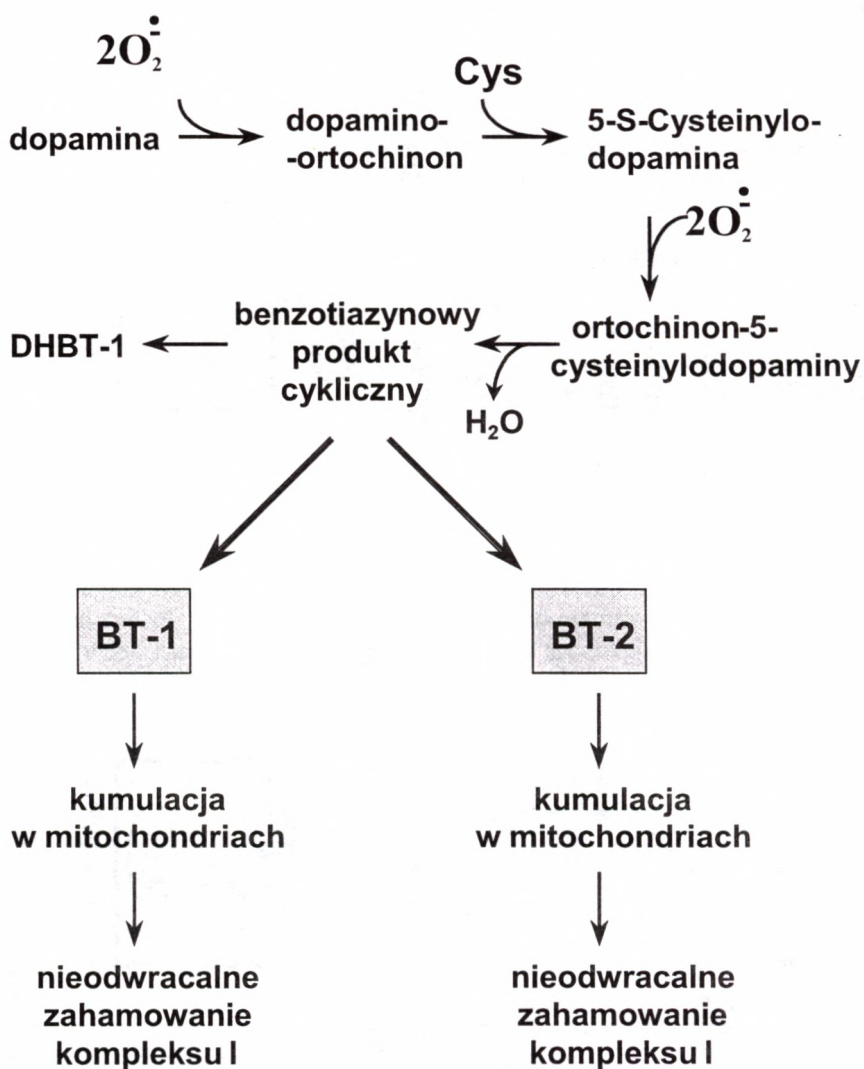 2O₂•⁻
Cys
dopamina
dopamino-
-ortochinon
5-S-Cysteinylo-
dopamina
2O₂•⁻
ortochinon-5-
cysteinylodopaminy
H₂O
benzotiazynowy
produkt
cykliczny
DHBT-1
BT-1
BT-2
kumulacja
w mitochondriach
kumulacja
w mitochondriach
nieodwracalne
zahamowanie
kompleksu I
nieodwracalne
zahamowanie
kompleksu I